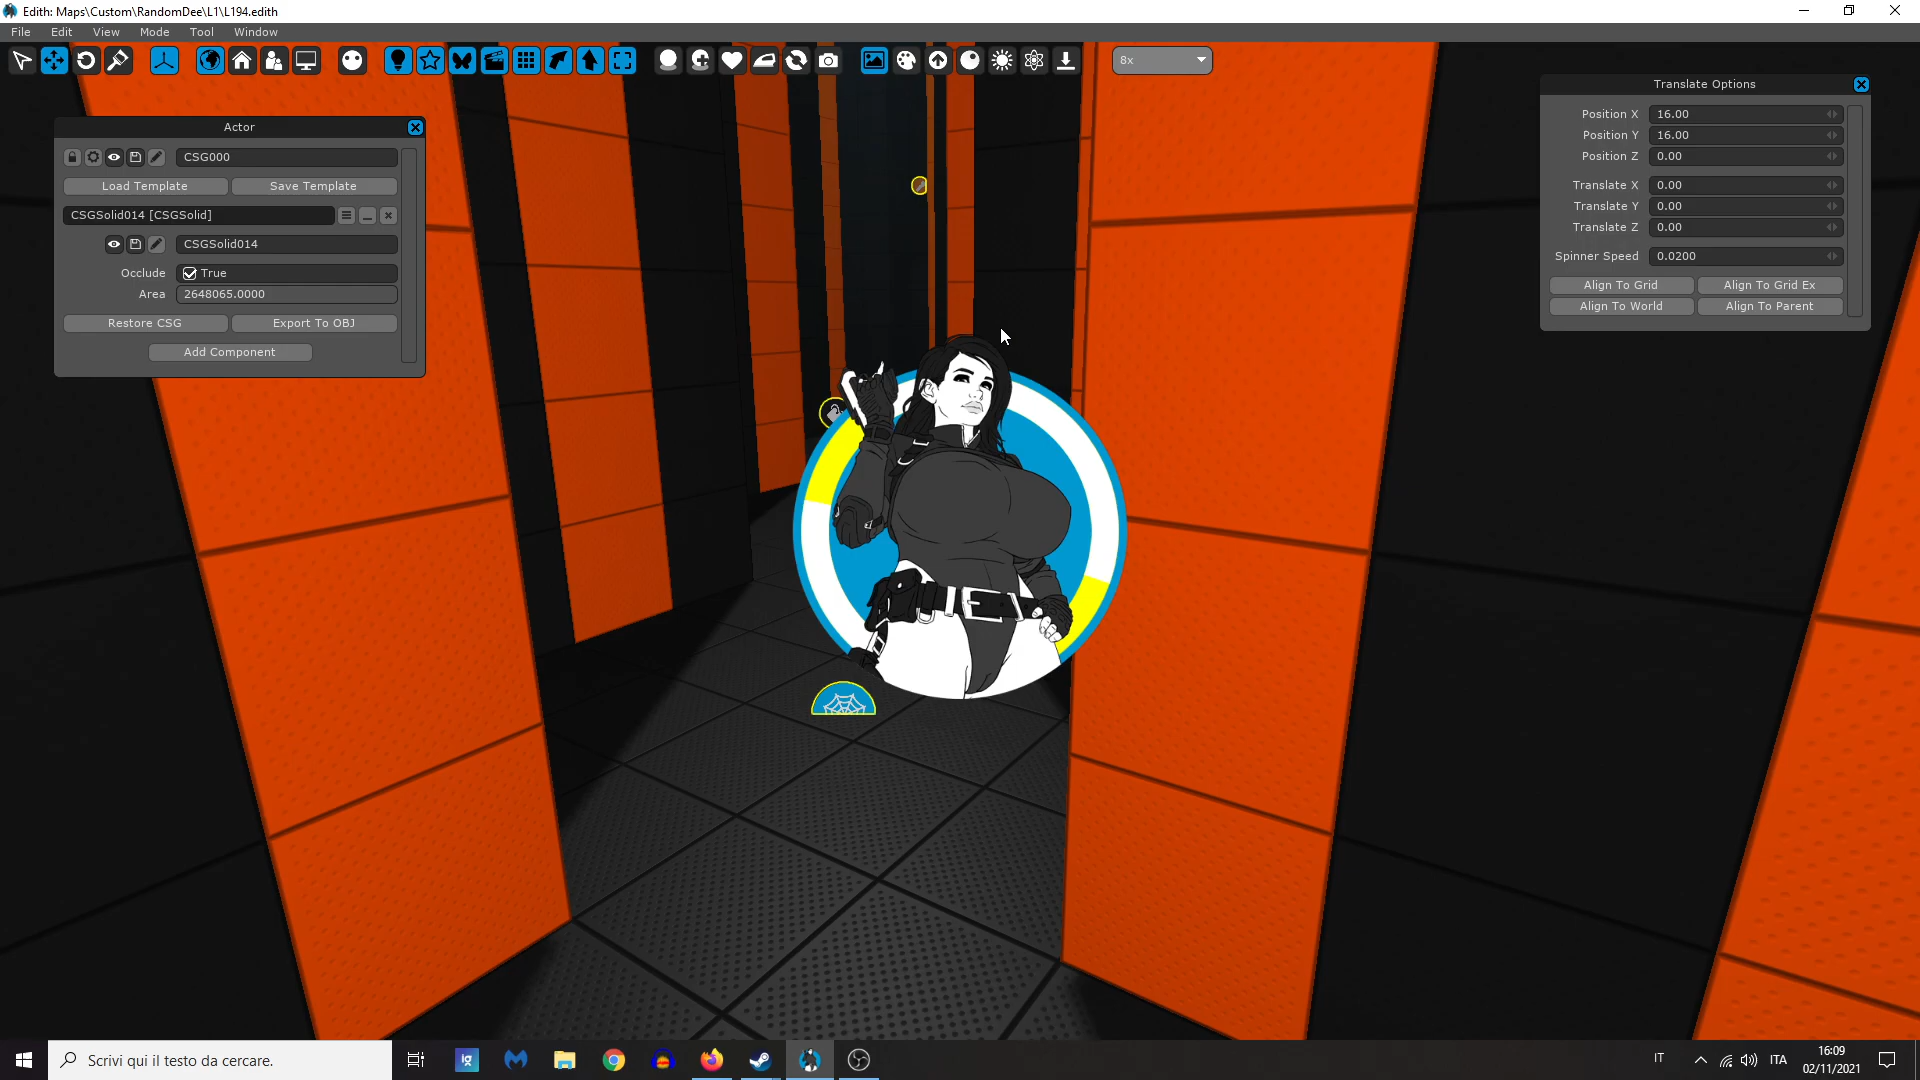 Edith: Maps\Custom\RandomDee\L1\L194.edith
File Edit View Mode Tool Window
8x
Actor
CSG000
Load Template Save Template
CSGSolid014 [CSGSolid]
CSGSolid014
Occlude True
Area 2648065.0000
Restore CSG Export To OBJ
Add Component
Translate Options
Position X 16.00
Position Y 16.00
Position Z 0.00
Translate X 0.00
Translate Y 0.00
Translate Z 0.00
Spinner Speed 0.0200
Align To Grid Align To Grid Ex
Align To World Align To Parent
Scrivi qui il testo da cercare.
IT
ITA
16:09
02/11/2021